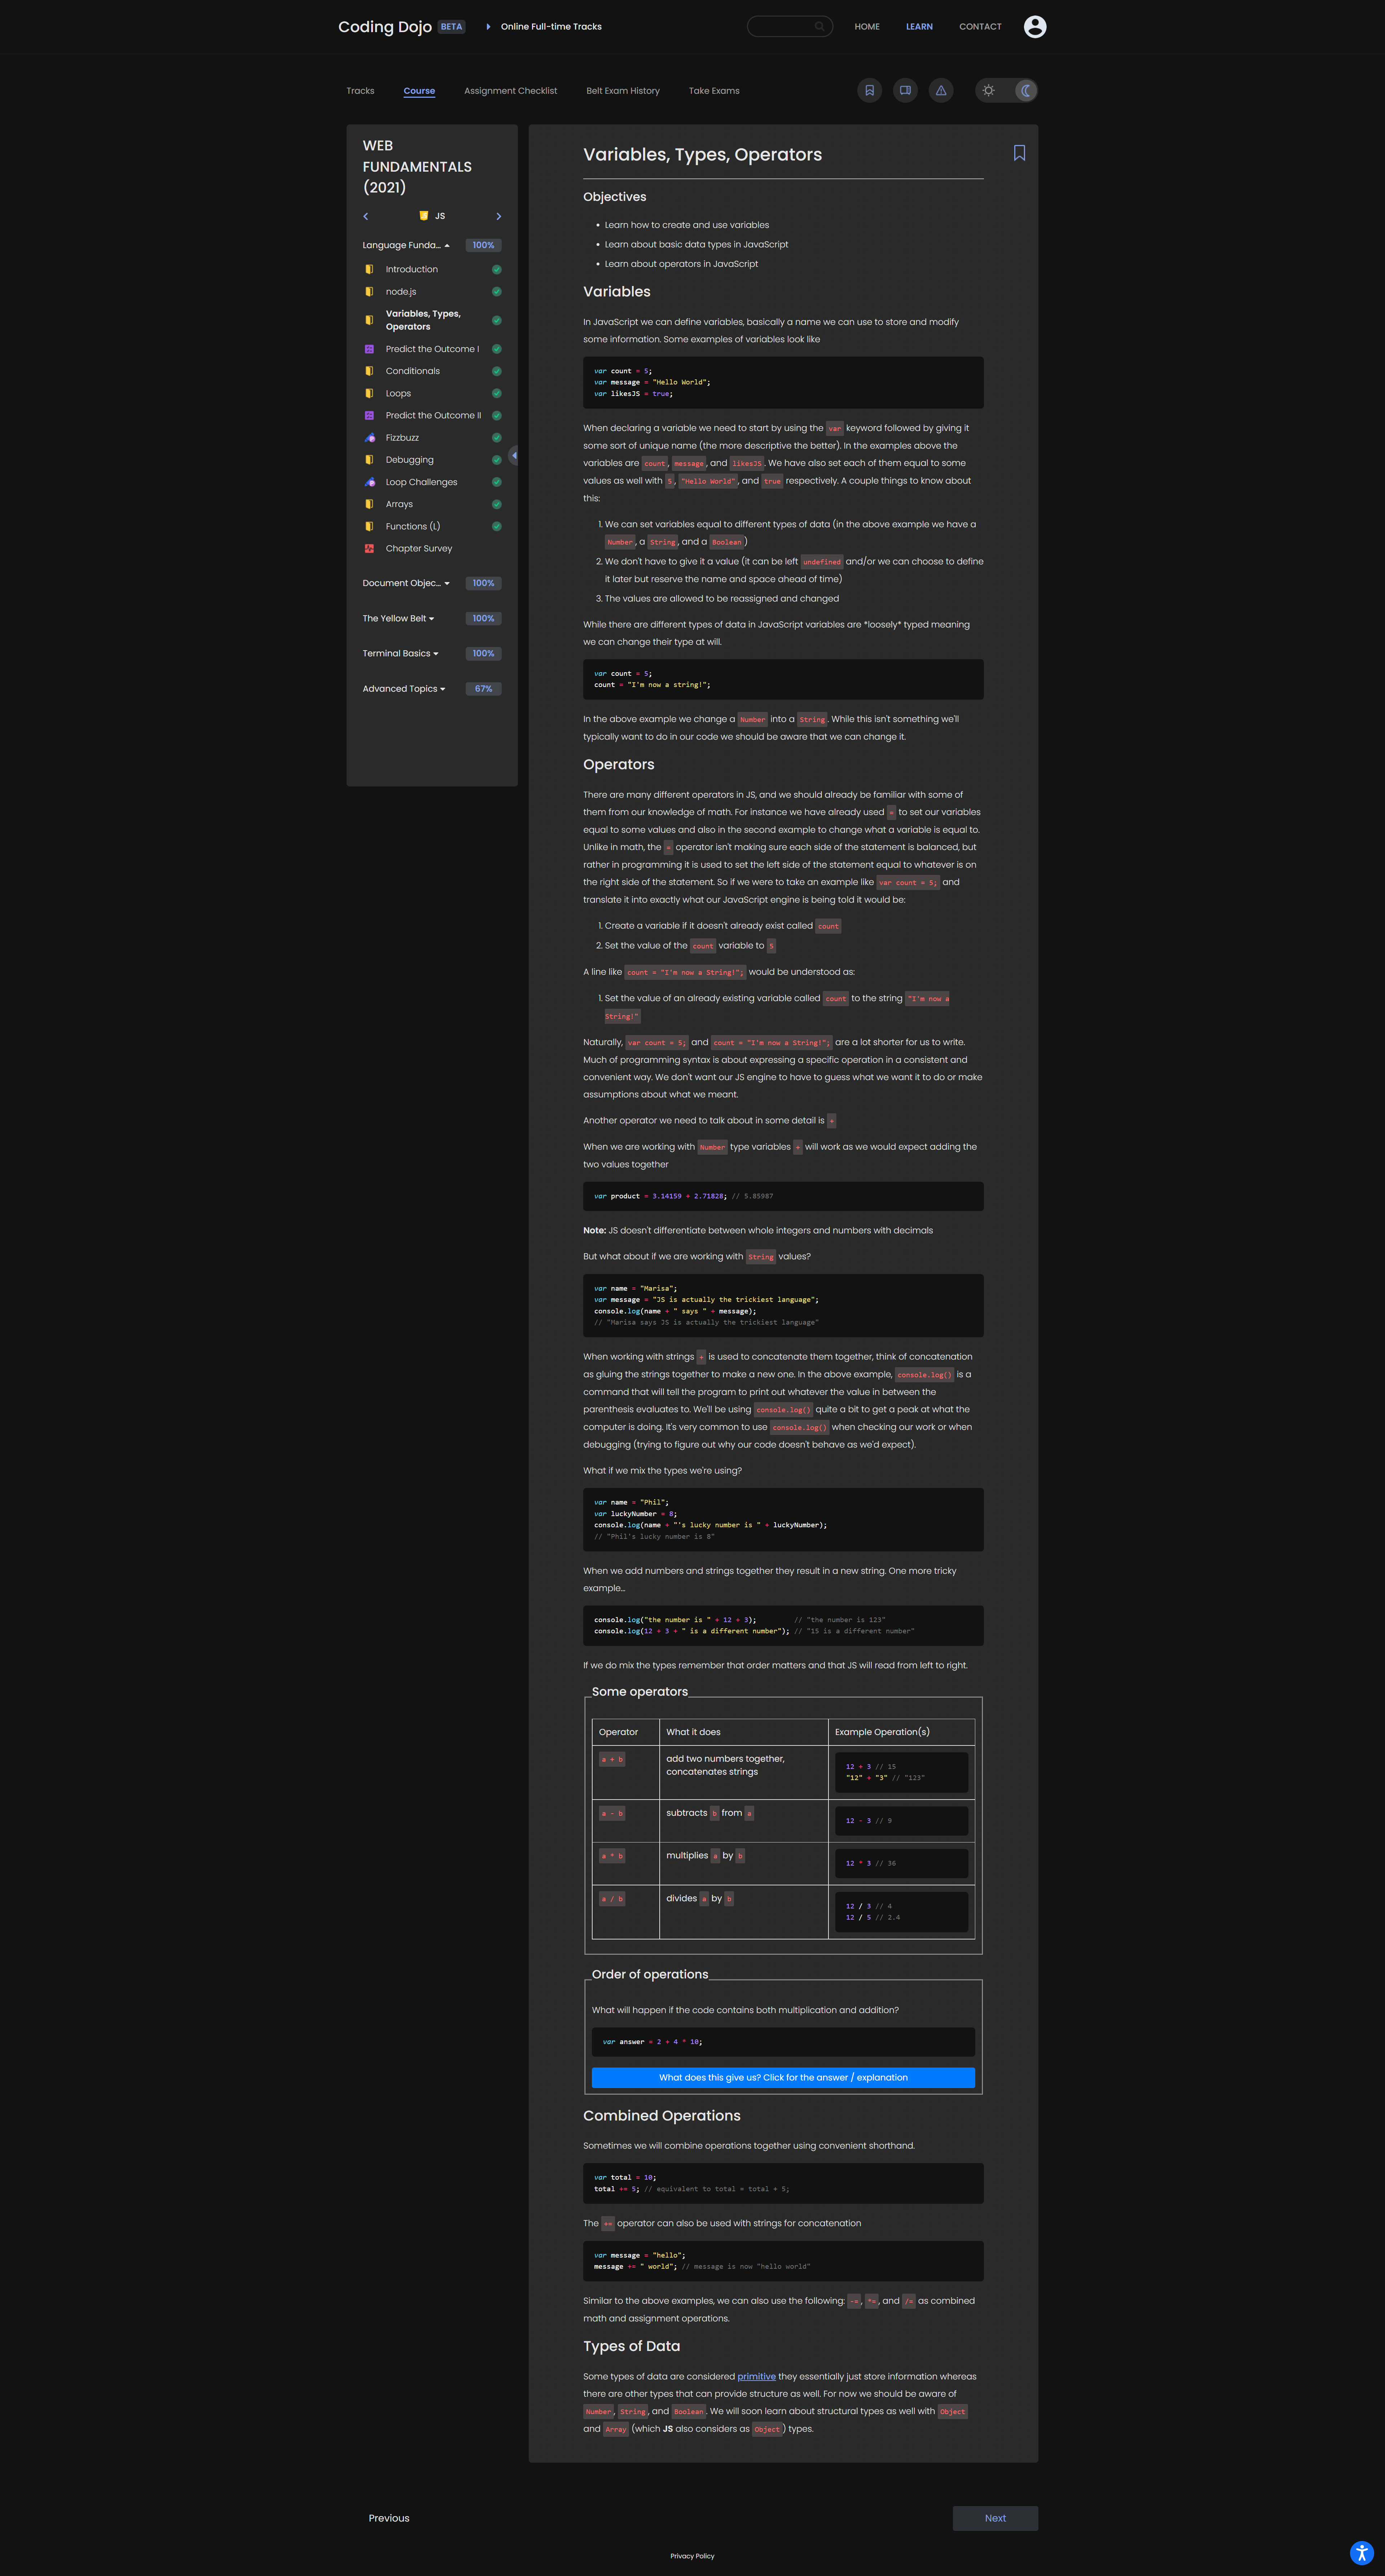 Coding Dojo BETA Online Full-time Tracks HOME LEARN CONTACT
Tracks Course Assignment Checklist Belt Exam History Take Exams
WEB
FUNDAMENTALS
(2021)
JS
Language Funda... 100%
Introduction
node.js
Variables, Types,
Operators
Predict the Outcome I
Conditionals
Loops
Predict the Outcome II
Fizzbuzz
Debugging
Loop Challenges
Arrays
Functions (L)
Chapter Survey
Document Objec... 100%
The Yellow Belt 100%
Terminal Basics 100%
Advanced Topics 67%
Variables, Types, Operators
Objectives
• Learn how to create and use variables
• Learn about basic data types in JavaScript
• Learn about operators in JavaScript
Variables
In JavaScript we can define variables, basically a name we can use to store and modify
some information. Some examples of variables look like
var count = 5;
var message = "Hello World";
var likesJS = true;
When declaring a variable we need to start by using the var keyword followed by giving it
some sort of unique name (the more descriptive the better). In the examples above the
variables are count, message, and likesJS. We have also set each of them equal to some
values as well with 5, "Hello World", and true respectively. A couple things to know about
this:
1. We can set variables equal to different types of data (in the above example we have a
Number, a String, and a Boolean)
2. We don't have to give it a value (it can be left undefined and/or we can choose to define
it later but reserve the name and space ahead of time)
3. The values are allowed to be reassigned and changed
While there are different types of data in JavaScript variables are *loosely* typed meaning
we can change their type at will.
var count = 5;
count = "I'm now a string!";
In the above example we change a Number into a String. While this isn't something we'll
typically want to do in our code we should be aware that we can change it.
Operators
There are many different operators in JS, and we should already be familiar with some of
them from our knowledge of math. For instance we have already used = to set our variables
equal to some values and also in the second example to change what a variable is equal to.
Unlike in math, the = operator isn't making sure each side of the statement is balanced, but
rather in programming it is used to set the left side of the statement equal to whatever is on
the right side of the statement. So if we were to take an example like var count = 5; and
translate it into exactly what our JavaScript engine is being told it would be:
1. Create a variable if it doesn't already exist called count
2. Set the value of the count variable to 5
A line like count = "I'm now a String!"; would be understood as:
1. Set the value of an already existing variable called count to the string "I'm now a
String!"
Naturally, var count = 5; and count = "I'm now a String!"; are a lot shorter for us to write.
Much of programming syntax is about expressing a specific operation in a consistent and
convenient way. We don't want our JS engine to have to guess what we want it to do or make
assumptions about what we meant.
Another operator we need to talk about in some detail is +
When we are working with Number type variables + will work as we would expect adding the
two values together
var product = 3.14159 + 2.71828; // 5.85987
Note: JS doesn't differentiate between whole integers and numbers with decimals
But what about if we are working with String values?
var name = "Marisa";
var message = "JS is actually the trickiest language";
console.log(name + " says " + message);
// "Marisa says JS is actually the trickiest language"
When working with strings + is used to concatenate them together, think of concatenation
as gluing the strings together to make a new one. In the above example, console.log() is a
command that will tell the program to print out whatever the value in between the
parenthesis evaluates to. We'll be using console.log() quite a bit to get a peak at what the
computer is doing. It's very common to use console.log() when checking our work or when
debugging (trying to figure out why our code doesn't behave as we'd expect).
What if we mix the types we're using?
var name = "Phil";
var luckyNumber = 8;
console.log(name + "'s lucky number is " + luckyNumber);
// "Phil's lucky number is 8"
When we add numbers and strings together they result in a new string. One more tricky
example...
console.log("the number is " + 12 + 3); // "the number is 123"
console.log(12 + 3 + " is a different number"); // "15 is a different number"
If we do mix the types remember that order matters and that JS will read from left to right.
Some operators
Operator What it does Example Operation(s)
a + b add two numbers together, 12 + 3 // 15
concatenates strings "12" + "3" // "123"
a - b subtracts b from a 12 - 3 // 9
a * b multiplies a by b 12 * 3 // 36
a / b divides a by b 12 / 3 // 4
12 / 5 // 2.4
Order of operations
What will happen if the code contains both multiplication and addition?
var answer = 2 + 4 * 10;
What does this give us? Click for the answer / explanation
Combined Operations
Sometimes we will combine operations together using convenient shorthand.
var total = 10;
total += 5; // equivalent to total = total + 5;
The += operator can also be used with strings for concatenation
var message = "hello";
message += " world"; // message is now "hello world"
Similar to the above examples, we can also use the following: -=, *=, and /= as combined
math and assignment operations.
Types of Data
Some types of data are considered primitive they essentially just store information whereas
there are other types that can provide structure as well. For now we should be aware of
Number, String, and Boolean. We will soon learn about structural types as well with Object
and Array (which JS also considers as Object) types.
Previous Next
Privacy Policy